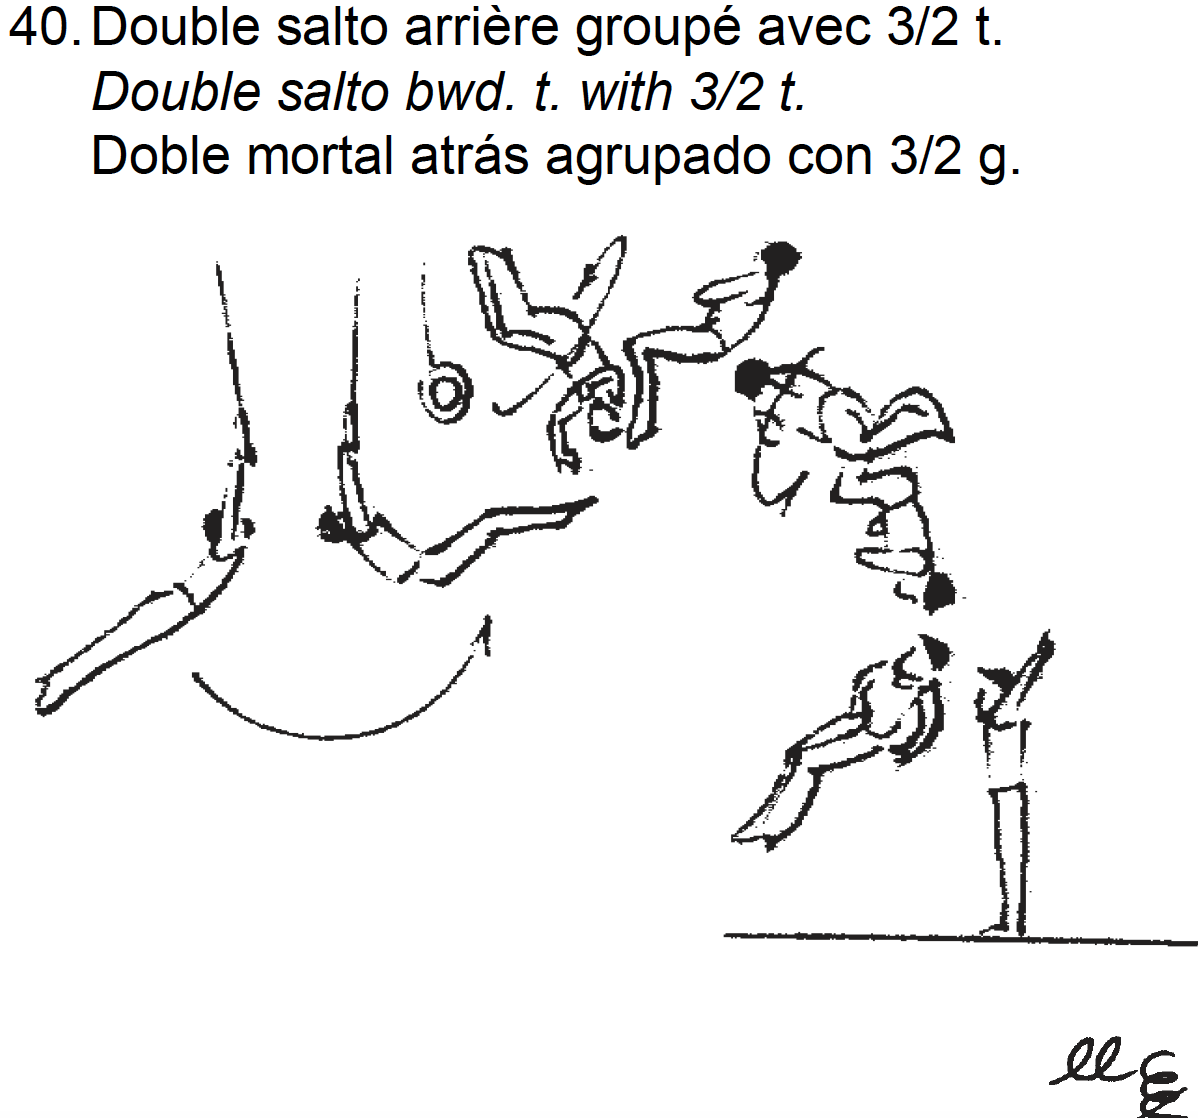 40. Double salto arrière groupé avec 3/2 t.
Double salto bwd. t. with 3/2 t.
Doble mortal atrás agrupado con 3/2 g.